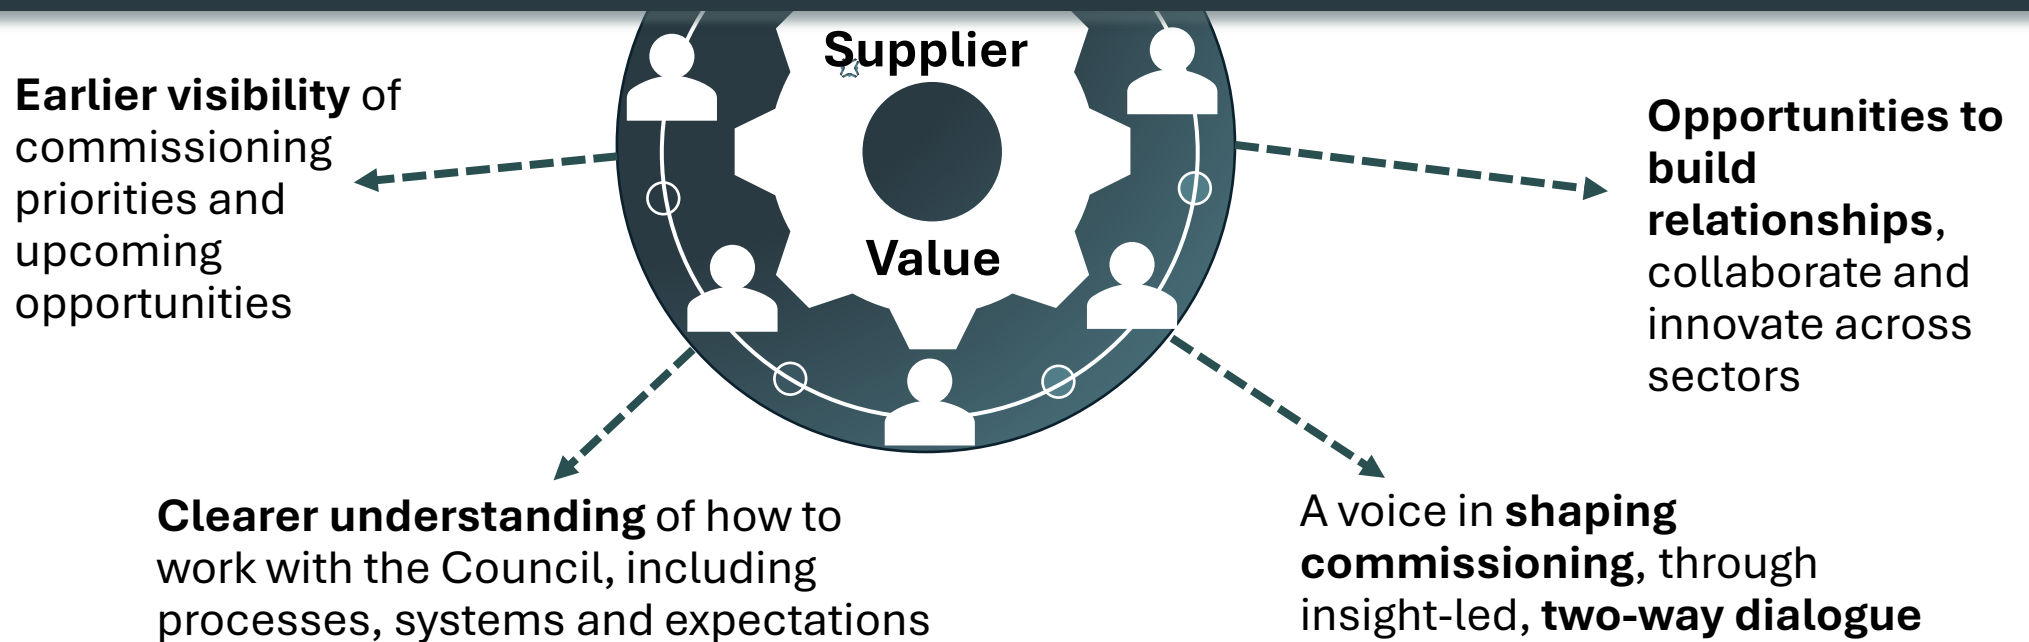 Supplier
Value
Earlier visibility of
commissioning
priorities and
upcoming
opportunities
Opportunities to
build
relationships,
collaborate and
innovate across
sectors
Clearer understanding of how to
work with the Council, including
processes, systems and expectations
A voice in shaping
commissioning, through
insight-led, two-way dialogue